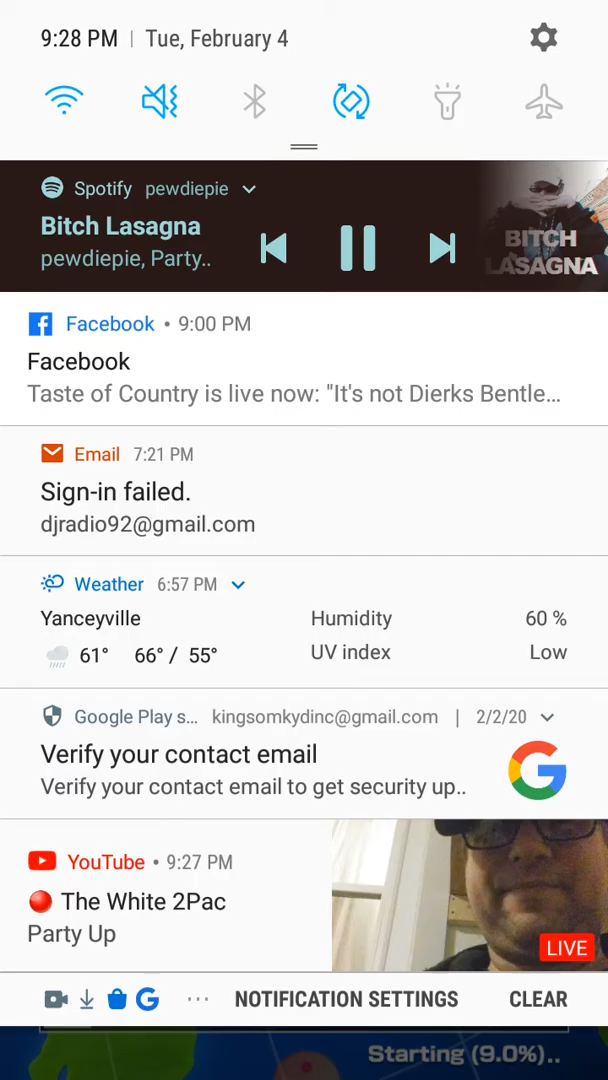 9:28 PM | Tue, February 4
Spotify pewdiepie
Bitch Lasagna
pewdiepie, Party..
BITCH
LASAGNA
Facebook • 9:00 PM
Facebook
Taste of Country is live now: "It's not Dierks Bentle...
Email 7:21 PM
Sign-in failed.
djradio92@gmail.com
Weather 6:57 PM
Yanceyville Humidity 60 %
61° 66° / 55° UV index Low
Google Play s... kingsomkydinc@gmail.com | 2/2/20
Verify your contact email
Verify your contact email to get security up..
YouTube • 9:27 PM
The White 2Pac
Party Up
LIVE
NOTIFICATION SETTINGS CLEAR
Starting (9.0%)..